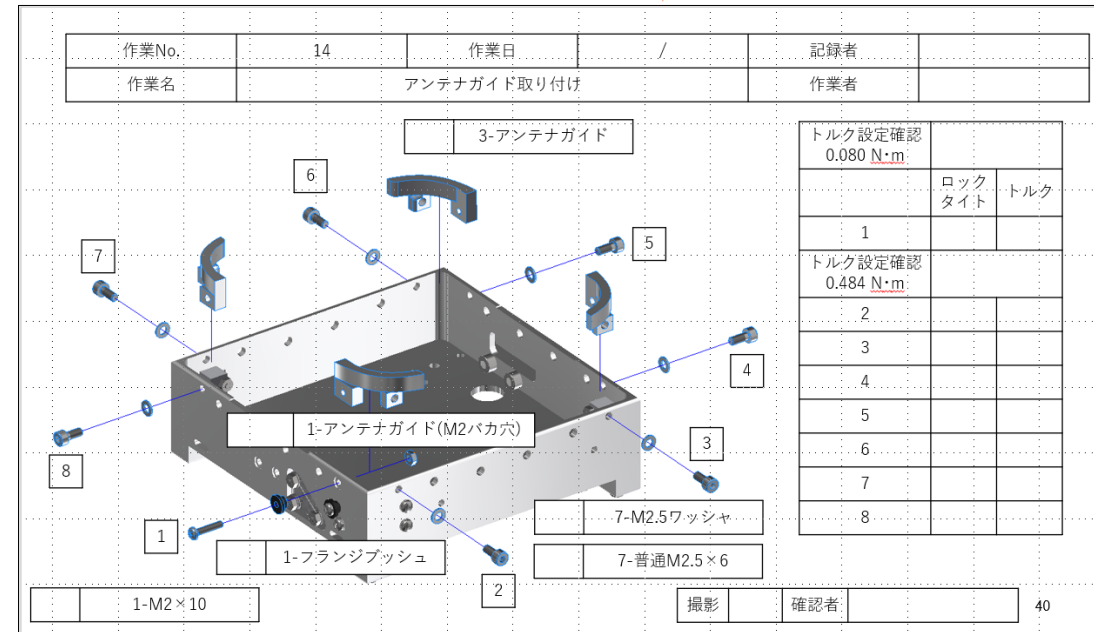 作業No. 14 作業日 / 記録者
作業名 アンテナガイド取り付け 作業者
3-アンテナガイド
トルク設定確認
0.080 N・m
ロック
タイト
トルク
1
トルク設定確認
0.484 N・m
2
3
4
5
6
7
8
6
7
5
4
1-アンテナガイド(M2バカ穴)
3
8
7-M2.5ワッシャ
1
1-フランジブッシュ
7-普通M2.5×6
2
1-M2×10
撮影 確認者
40